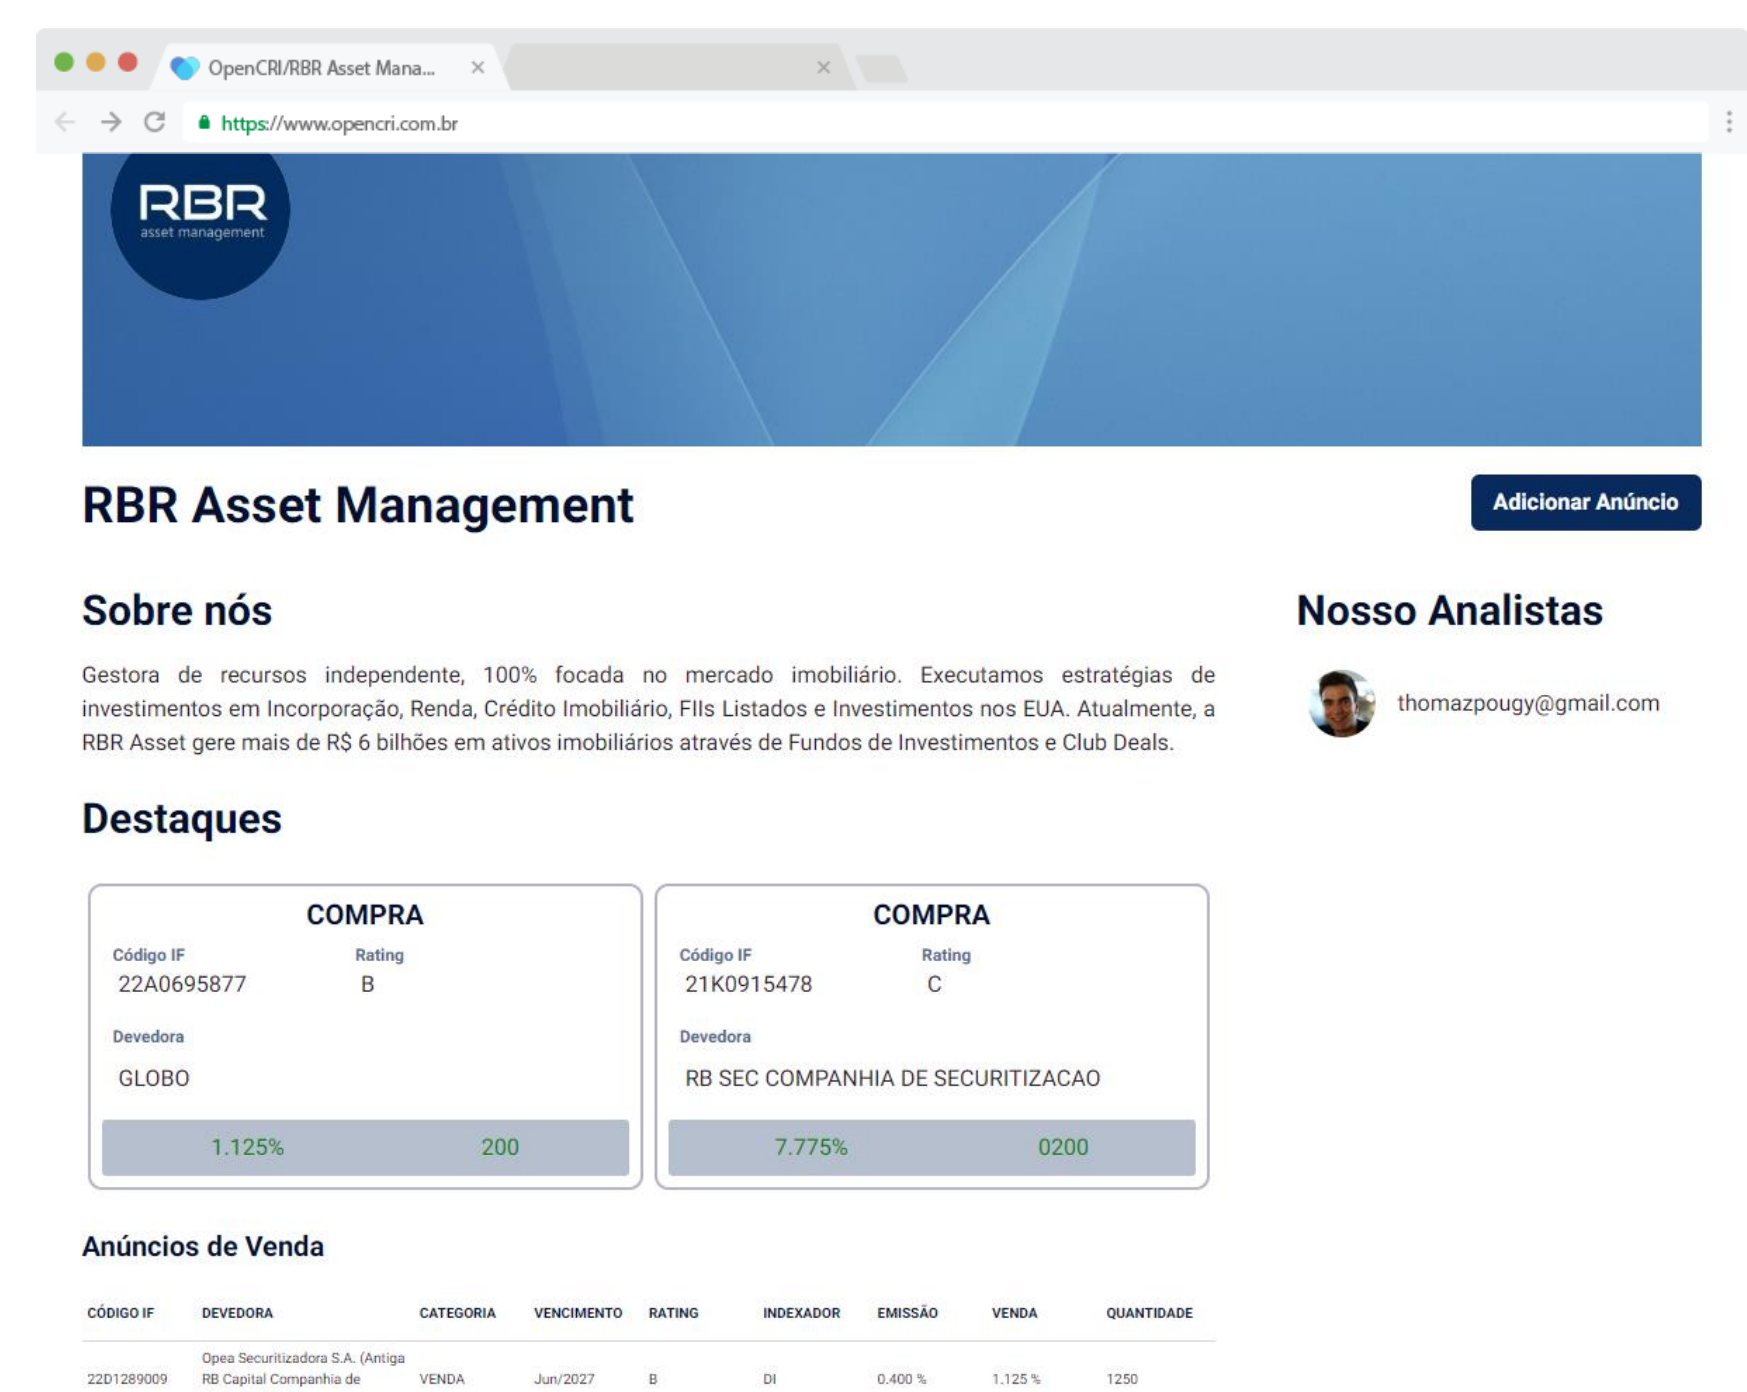 OpenCRI/RBR Asset Mana...
https://www.opencri.com.br
RBR
asset management
RBR Asset Management
Adicionar Anúncio
Sobre nós
Nosso Analistas
Gestora de recursos independente, 100% focada no mercado imobiliário. Executamos estratégias de
investimentos em Incorporação, Renda, Crédito Imobiliário, FIIs Listados e Investimentos nos EUA. Atualmente, a
RBR Asset gere mais de R$ 6 bilhões em ativos imobiliários através de Fundos de Investimentos e Club Deals.
thomazpougy@gmail.com
Destaques
COMPRA
Código IF Rating
22A0695877 B
Devedora
GLOBO
1.125% 200
COMPRA
Código IF Rating
21K0915478 C
Devedora
RB SEC COMPANHIA DE SECURITIZACAO
7.775% 0200
Anúncios de Venda
CÓDIGO IF DEVEDORA CATEGORIA VENCIMENTO RATING INDEXADOR EMISSÃO VENDA QUANTIDADE
Opea Securitizadora S.A. (Antiga
22D1289009 RB Capital Companhia de VENDA Jun/2027 B DI 0.400 % 1.125 % 1250